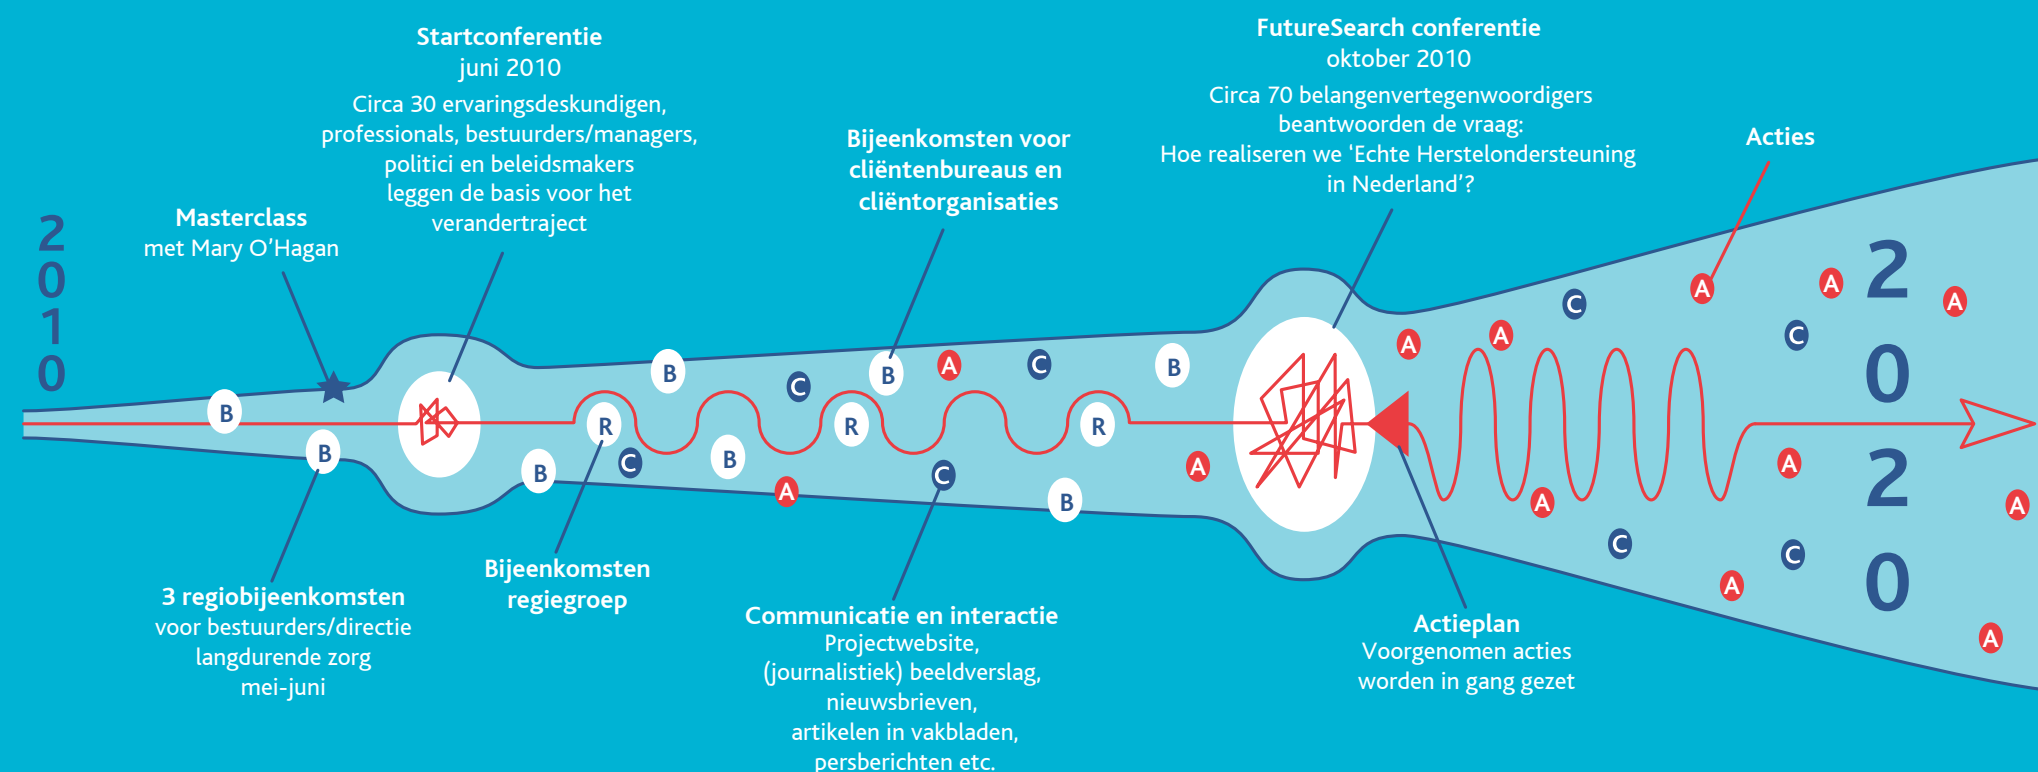 2
0
1
0
Masterclass
met Mary O'Hagan
Startconferentie
juni 2010
Circa 30 ervaringsdeskundigen,
professionals, bestuurders/managers,
politici en beleidsmakers
leggen de basis voor het
verandertraject
Bijeenkomsten voor
cliëntenbureaus en
cliëntorganisaties
FutureSearch conferentie
oktober 2010
Circa 70 belangenvertegenwoordigers
beantwoorden de vraag:
Hoe realiseren we ‘Echte Herstelondersteuning
in Nederland’?
Acties
B
B
B
R
C
B
B
C
A
R
B
A
C
C
B
R
B
A
A
A
C
A
A
C
A
A
C
C
A
A
A
A
2
0
2
0
3 regiobijeenkomsten
voor bestuurders/directie
langdurende zorg
mei-juni
Bijeenkomsten
regiegroep
Communicatie en interactie
Projectwebsite,
(journalistiek) beeldverslag,
nieuwsbrieven,
artikelen in vakbladen,
persberichten etc.
Actieplan
Voorgenomen acties
worden in gang gezet